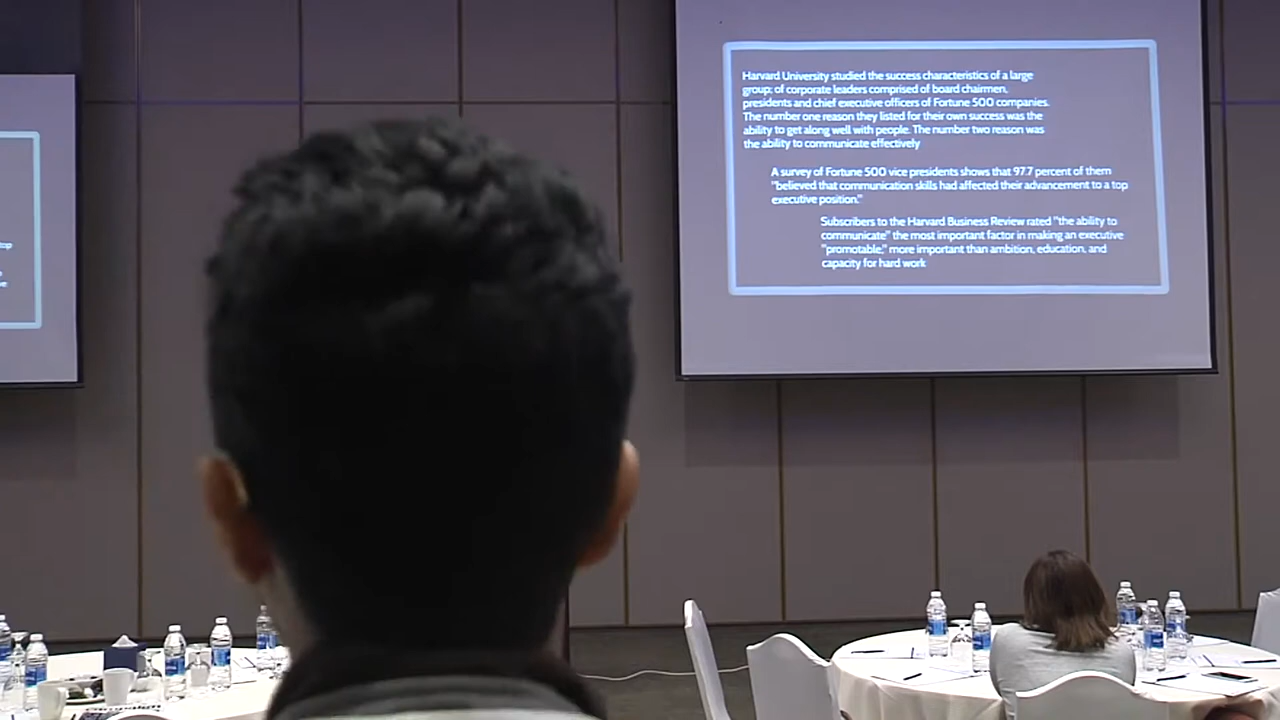 Harvard University studied the success characteristics of a large
group; of corporate leaders comprised of board chairmen,
presidents and chief executive officers of Fortune 500 companies.
The number one reason they listed for their own success was the
ability to get along well with people. The number two reason was
the ability to communicate effectively
A survey of Fortune 500 vice presidents shows that 97.7 percent of them
"believed that communication skills had affected their advancement to a top
executive position."
Subscribers to the Harvard Business Review rated "the ability to
communicate" the most important factor in making an executive
"promotable," more important than ambition, education, and
capacity for hard work
top